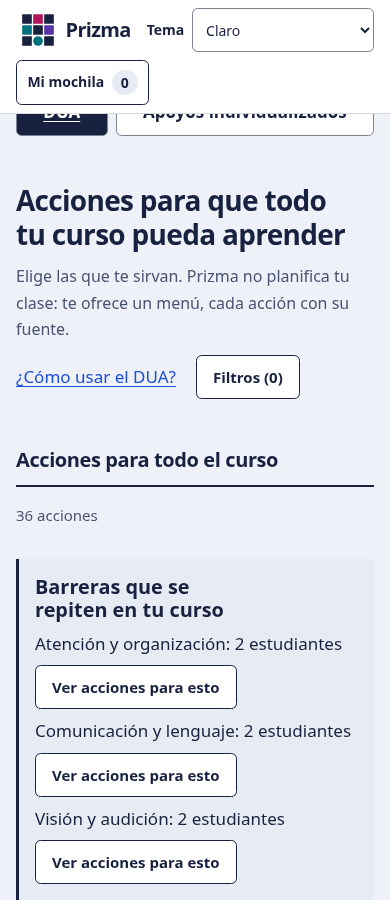 Prizma Tema Claro
Mi mochila 0
DUA Apoyos individualizados
Acciones para que todo
tu curso pueda aprender
Elige las que te sirvan. Prizma no planifica tu
clase: te ofrece un menú, cada acción con su
fuente.
¿Cómo usar el DUA? Filtros (0)
Acciones para todo el curso
36 acciones
Barreras que se
repiten en tu curso
Atención y organización: 2 estudiantes
Ver acciones para esto
Comunicación y lenguaje: 2 estudiantes
Ver acciones para esto
Visión y audición: 2 estudiantes
Ver acciones para esto